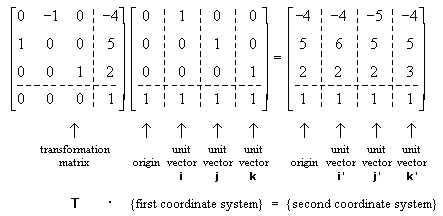 0 -1 0 -4 0 1 0 0 -4 -4 -5 -4
1 0 0 5 0 0 1 0 5 6 5 5
=
0 0 1 2 0 0 0 1 2 2 2 3
0 0 0 1 1 1 1 1 1 1 1 1
transformation matrix
origin
unit vector i
unit vector j
unit vector k
origin
unit vector i'
unit vector j'
unit vector k'
T · {first coordinate system} = {second coordinate system}